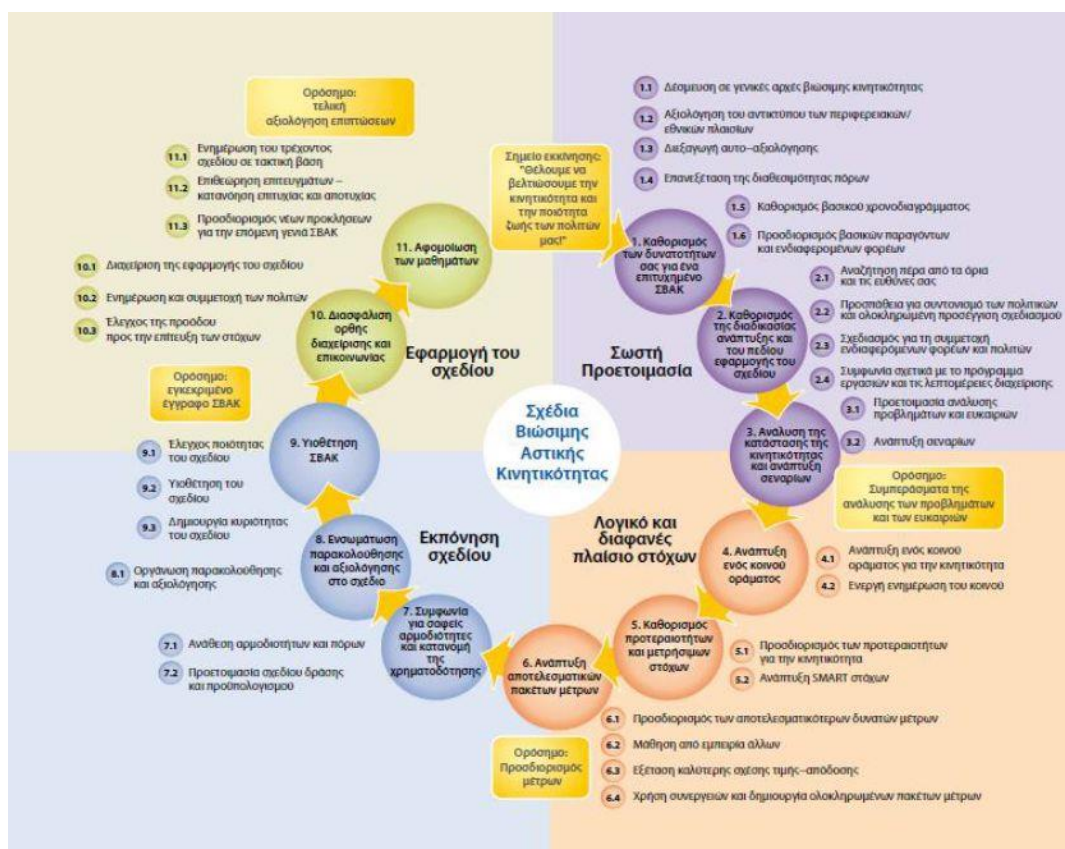 Σημείο εκκίνησης:
"Θέλουμε να
βελτιώσουμε την
κινητικότητα και
την ποιότητα
ζωής των πολιτών
μας!"
1. Καθορισμός
των δυνατοτήτων
σας για ένα
επιτυχημένο
ΣΒΑΚ
1.1 Δέσμευση σε γενικές αρχές βιώσιμης κινητικότητας
1.2 Αξιολόγηση του αντικτύπου των περιφερειακών/
εθνικών πλαισίων
1.3 Διεξαγωγή αυτο–αξιολόγησης
1.4 Επανεξέταση της διαθεσιμότητας πόρων
1.5 Καθορισμός βασικού χρονοδιαγράμματος
1.6 Προσδιορισμός βασικών παραγόντων
και ενδιαφερομένων φορέων
2. Καθορισμός
της διαδικασίας
ανάπτυξης και
του πεδίου
εφαρμογής του
σχεδίου
2.1 Αναζήτηση πέρα από τα όρια
και τις ευθύνες σας
2.2 Προσπάθεια για συντονισμό των πολιτικών
και ολοκληρωμένη προσέγγιση σχεδιασμού
2.3 Σχεδιασμός για τη συμμετοχή
ενδιαφερόμενων φορέων και πολιτών
2.4 Συμφωνία σχετικά με το πρόγραμμα
εργασιών και τις λεπτομέρειες διαχείρισης
Σωστή
Προετοιμασία
3. Ανάλυση της
κατάστασης της
κινητικότητας
και ανάπτυξη
σεναρίων
3.1 Προετοιμασία ανάλυσης
προβλημάτων και ευκαιριών
3.2 Ανάπτυξη σεναρίων
Ορόσημο:
Συμπεράσματα της
ανάλυσης των προβλημάτων
και των ευκαιριών
Σχέδια
Βιώσιμης
Αστικής
Κινητικότητας
Λογικό και
διαφανές
πλαίσιο στόχων
4. Ανάπτυξη
ενός κοινού
οράματος
4.1 Ανάπτυξη ενός κοινού
οράματος για την κινητικότητα
4.2 Ενεργή ενημέρωση του κοινού
5. Καθορισμός
προτεραιοτήτων
και μετρήσιμων
στόχων
5.1 Προσδιορισμός των προτεραιοτήτων
για την κινητικότητα
5.2 Ανάπτυξη SMART στόχων
6. Ανάπτυξη
αποτελεσματικών
πακέτων μέτρων
6.1 Προσδιορισμός των αποτελεσματικότερων δυνατών μέτρων
6.2 Μάθηση από εμπειρία άλλων
6.3 Εξέταση καλύτερης σχέσης τιμής–απόδοσης
6.4 Χρήση συνεργειών και δημιουργία ολοκληρωμένων πακέτων μέτρων
Ορόσημο:
Προσδιορισμός
μέτρων
Εκπόνηση
σχεδίου
7. Συμφωνία
για σαφείς
αρμοδιότητες
και κατανομή
της
χρηματοδότησης
7.1 Ανάθεση αρμοδιοτήτων και πόρων
7.2 Προετοιμασία σχεδίου δράσης
και προϋπολογισμού
8. Ενσωμάτωση
παρακολούθησης
και αξιολόγησης
στο σχέδιο
8.1 Οργάνωση παρακολούθησης
και αξιολόγησης
9. Υιοθέτηση
ΣΒΑΚ
9.1 Έλεγχος ποιότητας
του σχεδίου
9.2 Υιοθέτηση του
σχεδίου
9.3 Δημιουργία κυριότητας
του σχεδίου
Ορόσημο:
εγκεκριμένο
έγγραφο ΣΒΑΚ
Εφαρμογή του
σχεδίου
10. Διασφάλιση
ορθής
διαχείρισης και
επικοινωνίας
10.1 Διαχείριση της εφαρμογής του σχεδίου
10.2 Ενημέρωση και συμμετοχή των πολιτών
10.3 Έλεγχος της προόδου
προς την επίτευξη των στόχων
11. Αφομοίωση
των μαθημάτων
11.1 Ενημέρωση του τρέχοντος
σχεδίου σε τακτική βάση
11.2 Επιθεώρηση επιτευγμάτων –
κατανόηση επιτυχίας και αποτυχίας
11.3 Προσδιορισμός νέων προκλήσεων
για την επόμενη γενιά ΣΒΑΚ
Ορόσημο:
τελική
αξιολόγηση επιπτώσεων